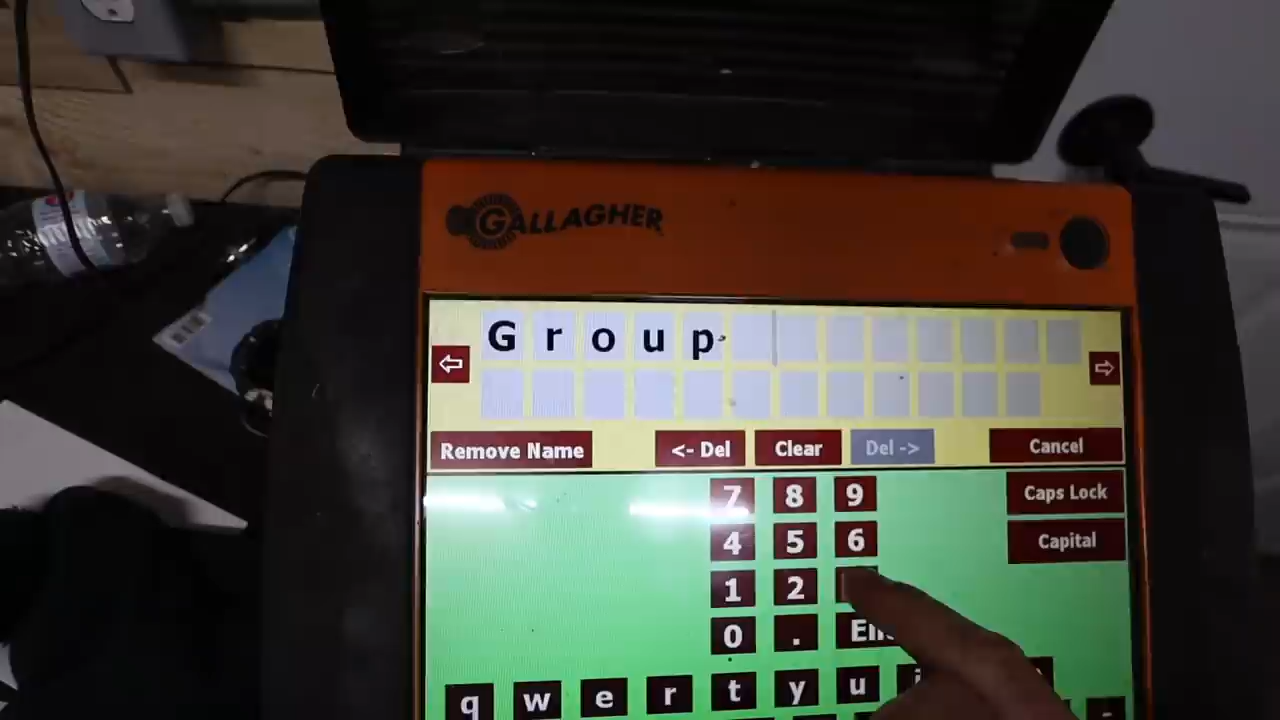 GALLAGHER
Group
Remove Name <- Del Clear Del -> Cancel
7 8 9 Caps Lock
4 5 6 Capital
1 2
0 .
q w e r t y u